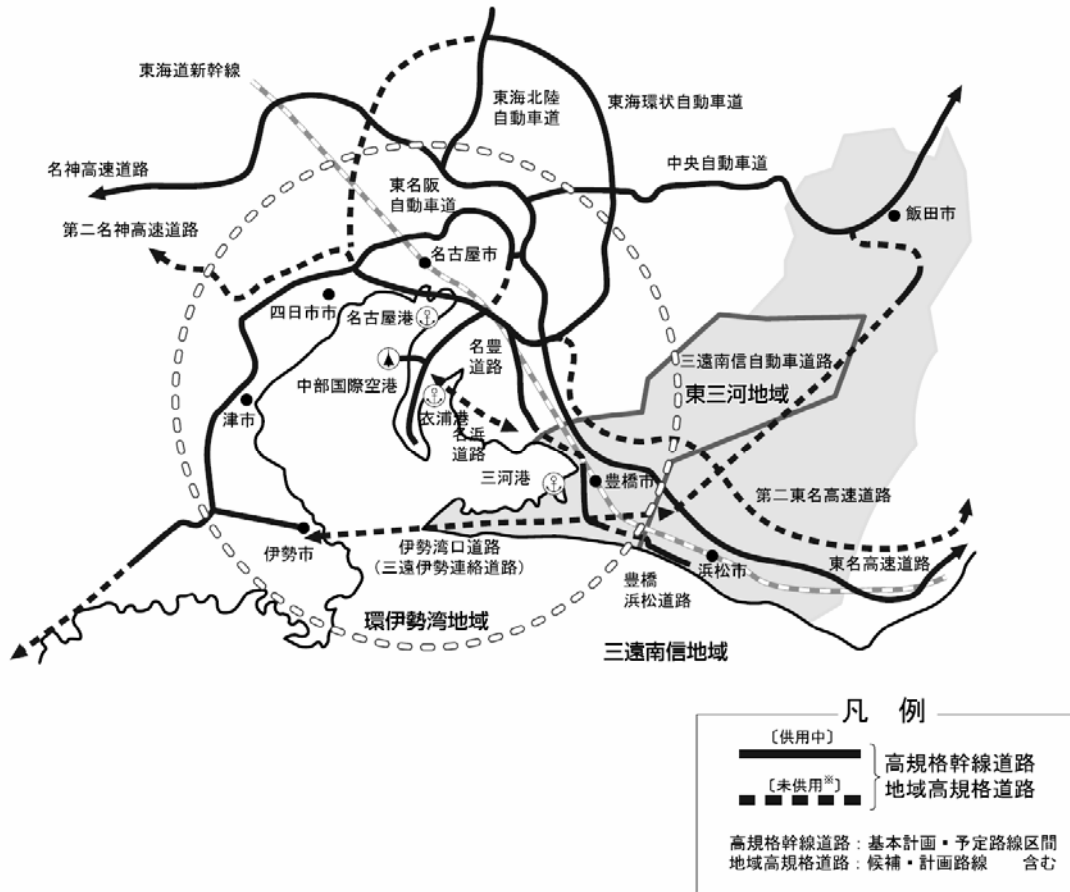 東海道新幹線
東海北陸
自動車道
東海環状自動車道
名神高速道路
中央自動車道
東名阪
自動車道
飯田市
第二名神高速道路
名古屋市
四日市市
名古屋港
名豊
道路
三遠南信自動車道路
中部国際空港
東三河地域
衣浦港
津市
名浜
道路
三河港
豊橋市
第二東名高速道路
伊勢市
伊勢湾口道路
(三遠伊勢連絡道路)
浜松市
東名高速道路
豊橋
浜松道路
環伊勢湾地域
三遠南信地域
凡 例
〔供用中〕
高規格幹線道路
〔未供用※〕
地域高規格道路
高規格幹線道路:基本計画・予定路線区間
地域高規格道路:候補・計画路線 含む